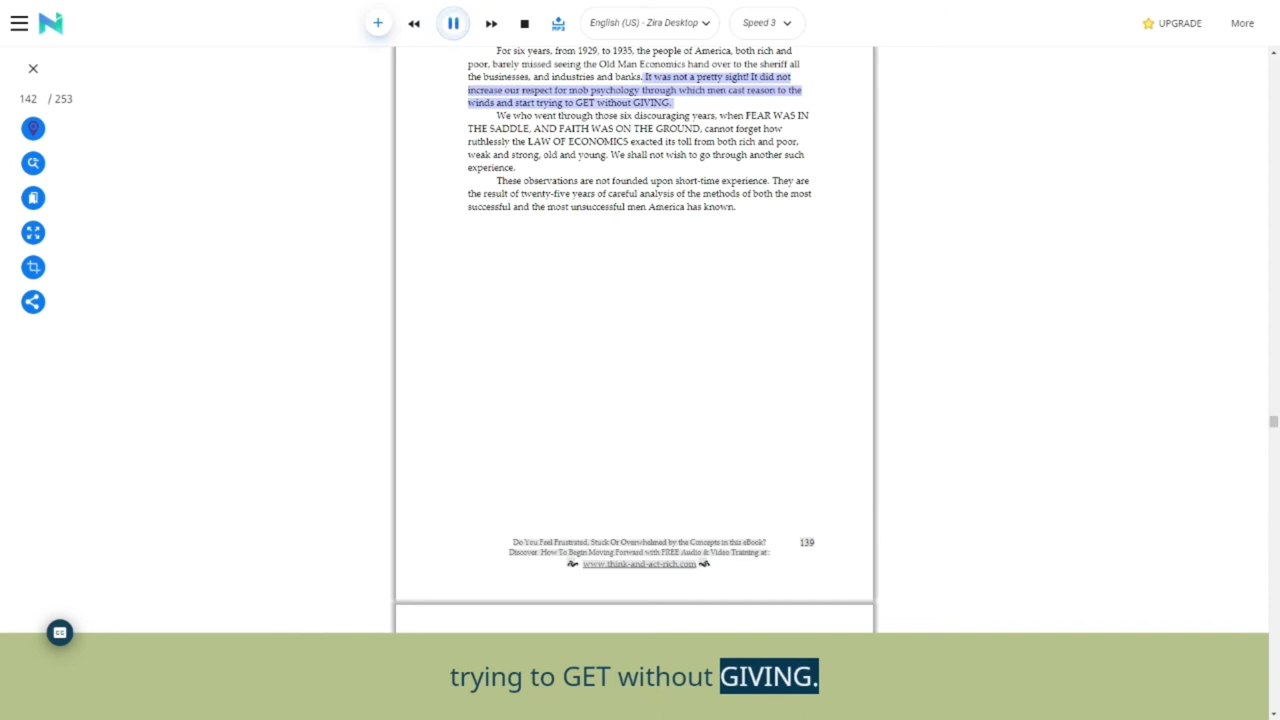 English (US) - Zira Desktop
Speed 3
UPGRADE
More
MP3
142 / 253
For six years, from 1929, to 1935, the people of America, both rich and
poor, barely missed seeing the Old Man Economics hand over to the sheriff all
the businesses, and industries and banks. It was not a pretty sight! It did not
increase our respect for mob psychology through which men cast reason to the
winds and start trying to GET without GIVING.
We who went through those six discouraging years, when FEAR WAS IN
THE SADDLE, AND FAITH WAS ON THE GROUND, cannot forget how
ruthlessly the LAW OF ECONOMICS exacted its toll from both rich and poor,
weak and strong, old and young. We shall not wish to go through another such
experience.
These observations are not founded upon short-time experience. They are
the result of twenty-five years of careful analysis of the methods of both the most
successful and the most unsuccessful men America has known.
Do You Feel Frustrated, Stuck Or Overwhelmed by the Concepts in this eBook?
139
Discover How To Begin Moving Forward with FREE Audio & Video Training at:
www.think-and-act-rich.com
CC
trying to GET without GIVING.